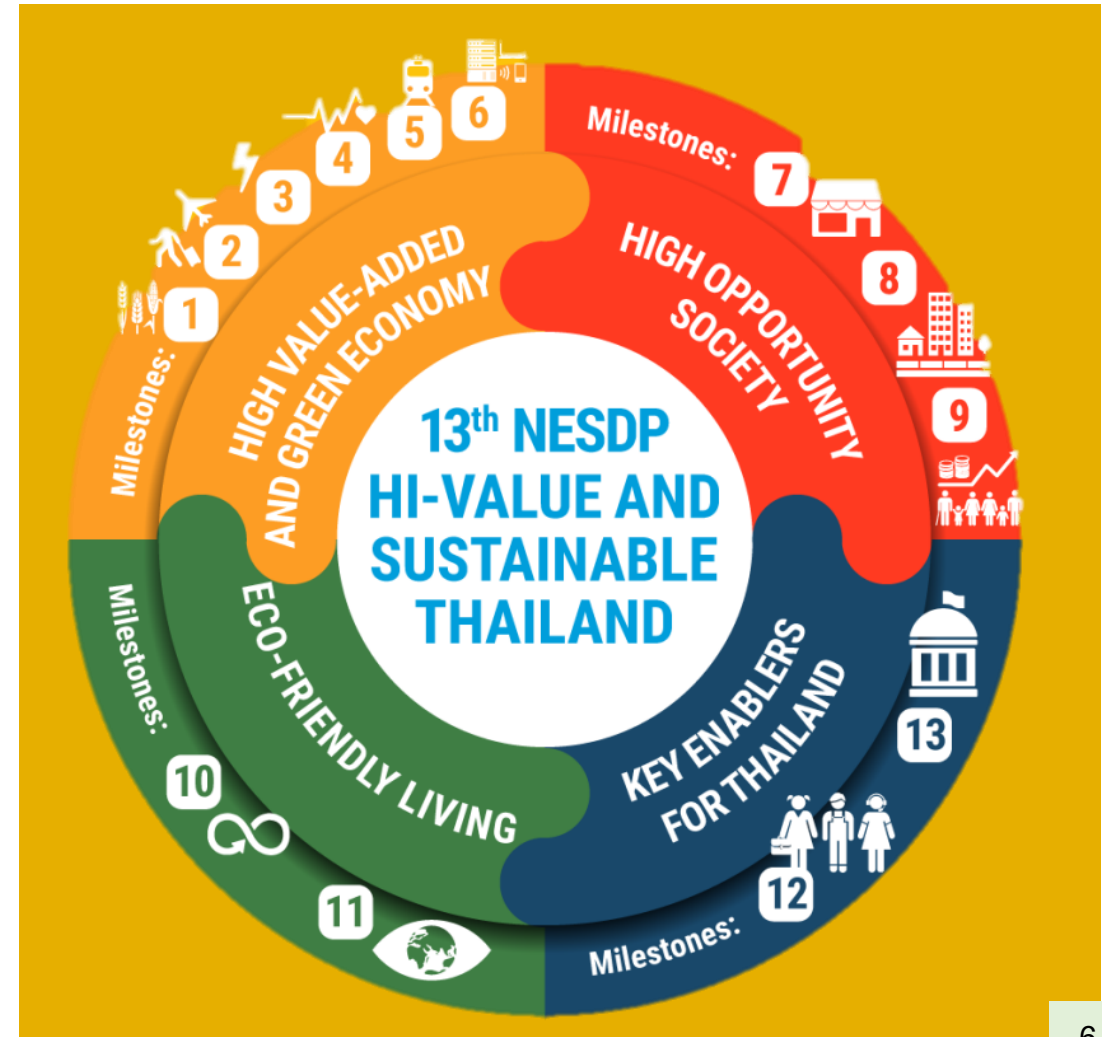 13th NESDP
HI-VALUE AND
SUSTAINABLE
THAILAND
HIGH VALUE-ADDED
AND GREEN ECONOMY
Milestones:
1
2
3
4
5
6
HIGH OPPORTUNITY
SOCIETY
Milestones:
7
8
9
ECO-FRIENDLY LIVING
Milestones:
10
11
KEY ENABLERS
FOR THAILAND
Milestones:
12
13
6